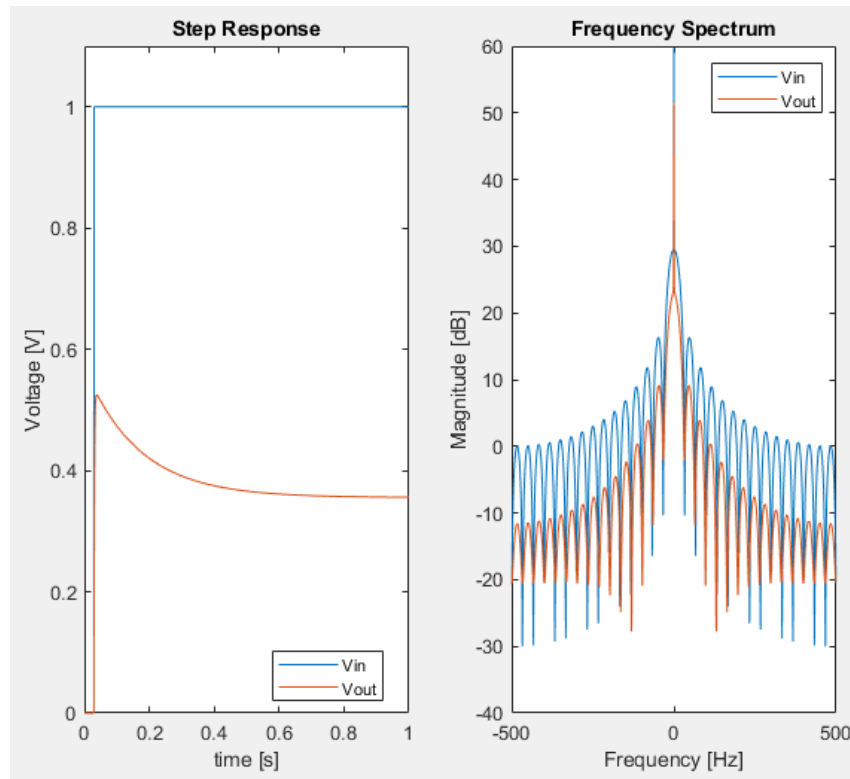 Step Response
Voltage [V]
1
0.8
0.6
0.4
0.2
0
0 0.2 0.4 0.6 0.8 1
time [s]
Vin
Vout
Frequency Spectrum
Magnitude [dB]
60
50
40
30
20
10
0
-10
-20
-30
-40
-500 0 500
Frequency [Hz]
Vin
Vout